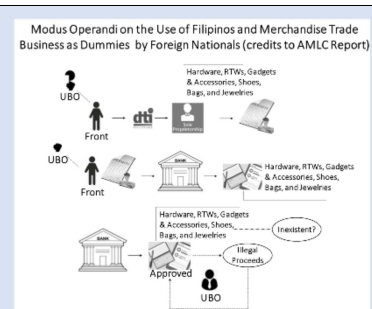 Modus Operandi on the Use of Filipinos and Merchandise Trade
Business as Dummies by Foreign Nationals (credits to AMLC Report)
Hardware, RTWs, Gadgets
& Accessories, Shoes,
Bags, and Jewelries
UBO
dti
Sole
Proprietorship
Front
UBO
BANK
Hardware, RTWs, Gadgets
& Accessories, Shoes,
Bags, and Jewelries
Front
Hardware, RTWs, Gadgets
& Accessories, Shoes,
Bags, and Jewelries
Inexistent?
BANK
Illegal
Proceeds
Approved
UBO